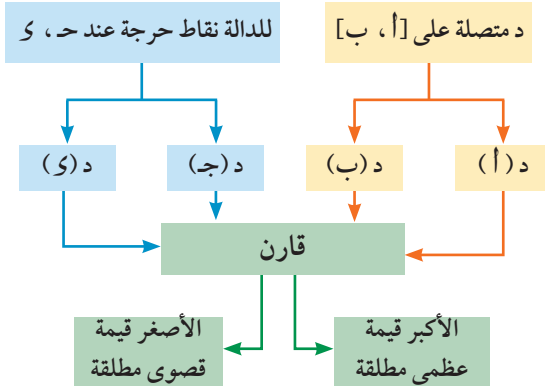 د متصلة على [أ ، ب]
للدالة نقاط حرجة عند حـ ، ى
د (أ)
د (ب)
د (جـ)
د (ى)
قارن
الأكبر قيمة
عظمى مطلقة
الأصغر قيمة
قصوى مطلقة